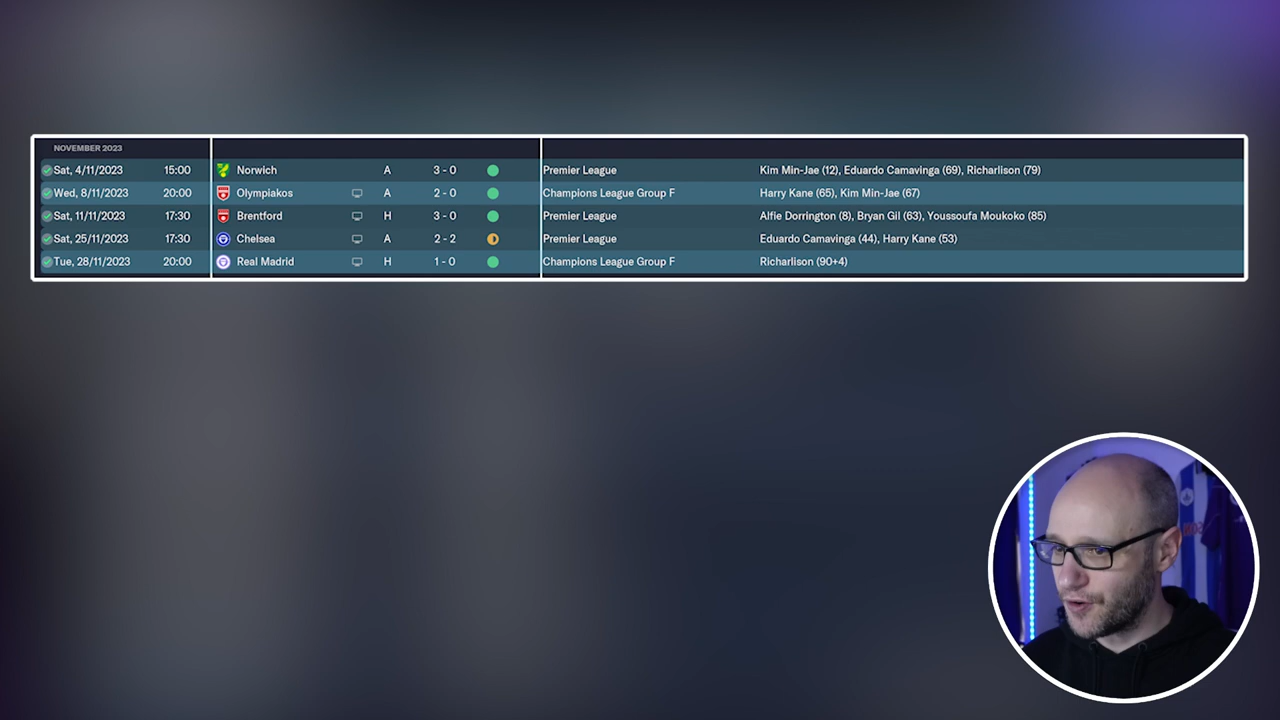 NOVEMBER 2023
Sat, 4/11/2023 15:00 Norwich A 3 - 0 Premier League Kim Min-Jae (12), Eduardo Camavinga (69), Richarlison (79)
Wed, 8/11/2023 20:00 Olympiakos A 2 - 0 Champions League Group F Harry Kane (65), Kim Min-Jae (67)
Sat, 11/11/2023 17:30 Brentford H 3 - 0 Premier League Alfie Dorrington (8), Bryan Gil (63), Youssoufa Moukoko (85)
Sat, 25/11/2023 17:30 Chelsea A 2 - 2 Premier League Eduardo Camavinga (44), Harry Kane (53)
Tue, 28/11/2023 20:00 Real Madrid H 1 - 0 Champions League Group F Richarlison (90+4)